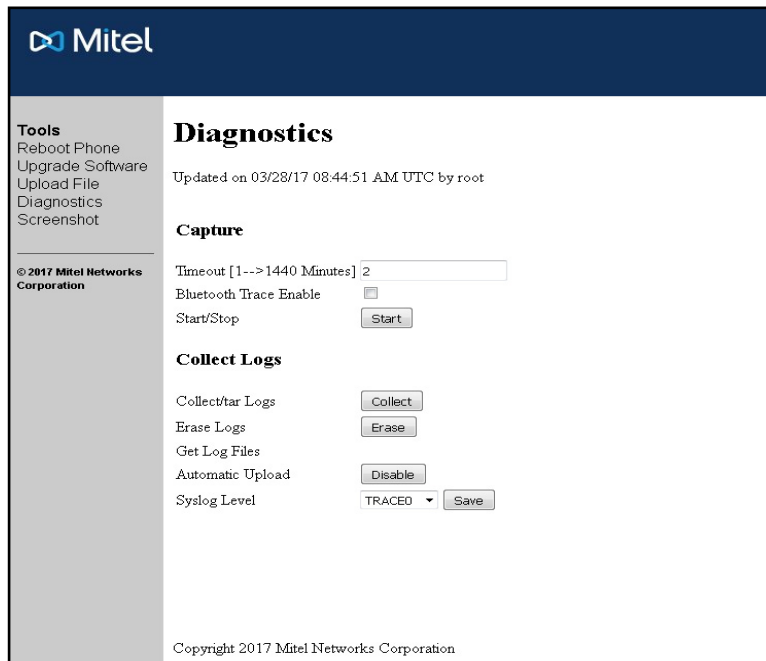 Mitel
Tools
Reboot Phone
Upgrade Software
Upload File
Diagnostics
Screenshot
© 2017 Mitel Networks
Corporation
Diagnostics
Updated on 03/28/17 08:44:51 AM UTC by root
Capture
Timeout [1-->1440 Minutes] 2
Bluetooth Trace Enable
Start/Stop Start
Collect Logs
Collect/tar Logs Collect
Erase Logs Erase
Get Log Files
Automatic Upload Disable
Syslog Level TRACE0 Save
Copyright 2017 Mitel Networks Corporation